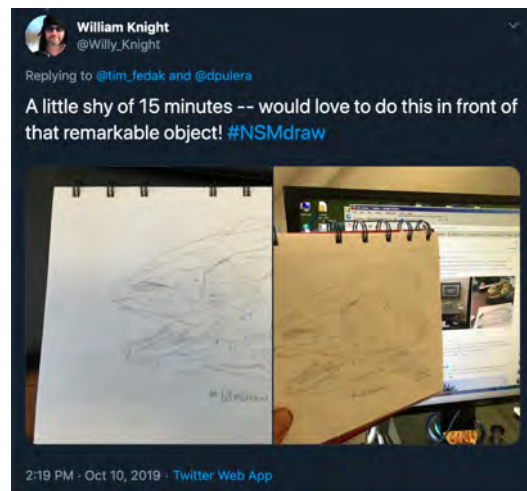 William Knight
@Willy_Knight
Replying to @tim_fedak and @dpulera
A little shy of 15 minutes -- would love to do this in front of
that remarkable object! #NSMdraw
#NSMdraw
2:19 PM · Oct 10, 2019 · Twitter Web App